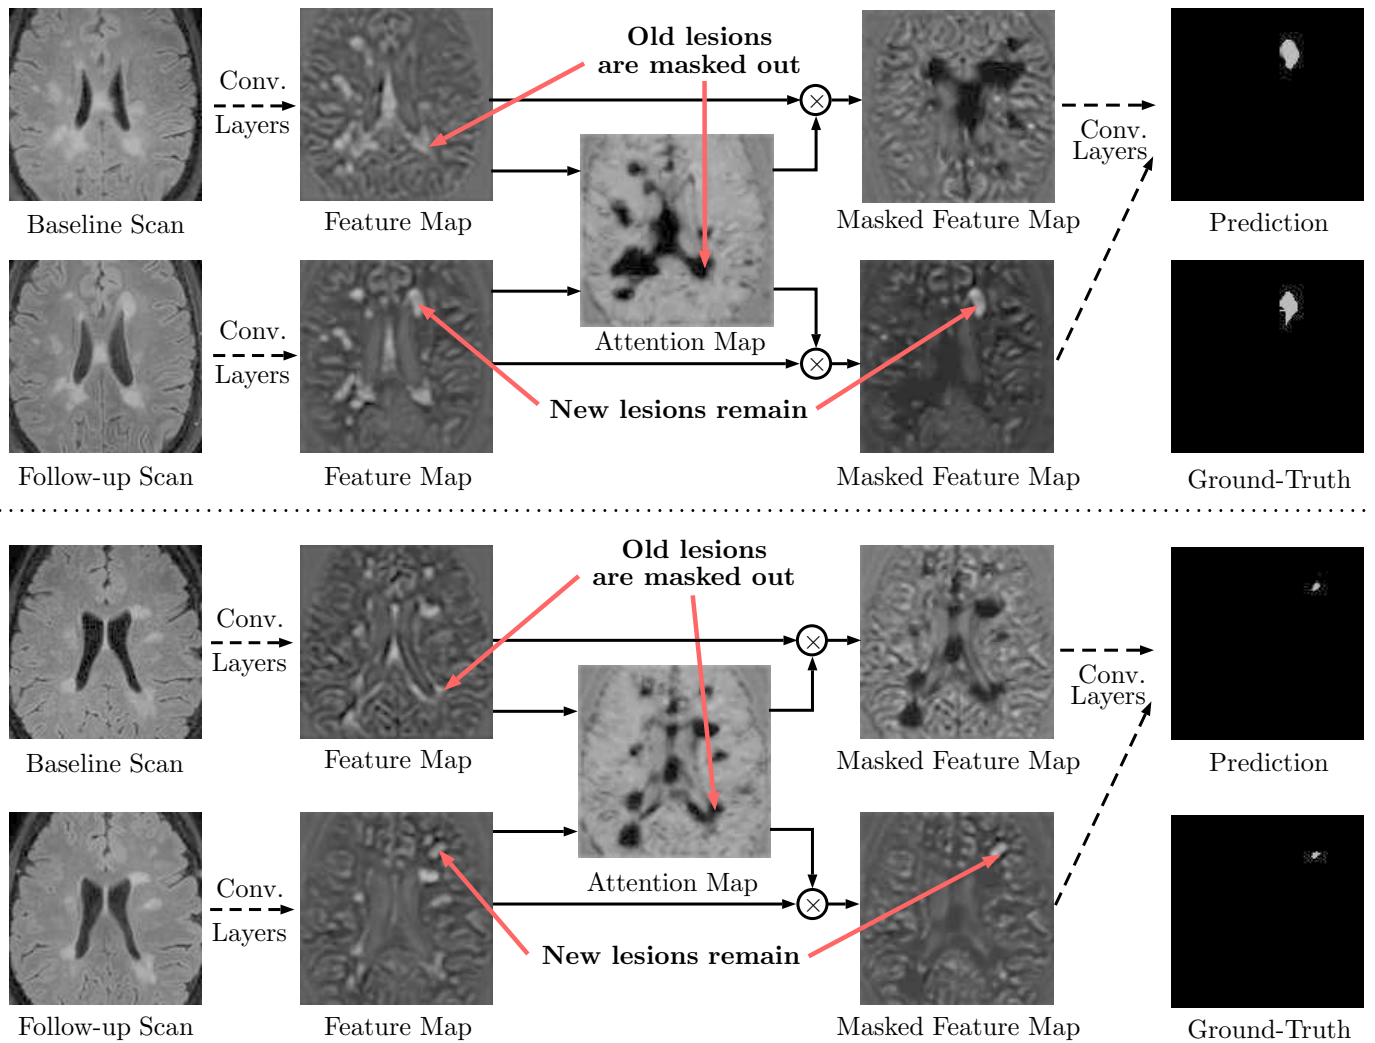 Old lesions
are masked out
Conv.
Layers
Conv.
Layers
Baseline Scan
Feature Map
Masked Feature Map
Prediction
Conv.
Layers
Attention Map
New lesions remain
Follow-up Scan
Feature Map
Masked Feature Map
Ground-Truth
Old lesions
are masked out
Conv.
Layers
Conv.
Layers
Baseline Scan
Feature Map
Masked Feature Map
Prediction
Conv.
Layers
Attention Map
New lesions remain
Follow-up Scan
Feature Map
Masked Feature Map
Ground-Truth